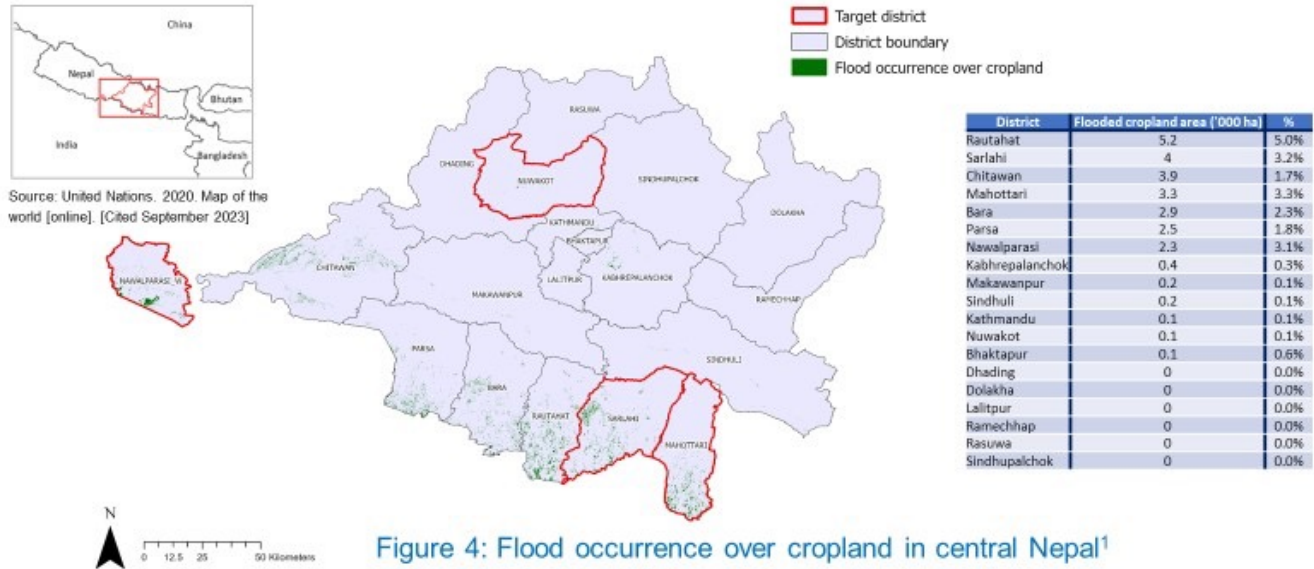 China
Nepal
Bhutan
India
Bangladesh
Source: United Nations. 2020. Map of the
world [online]. [Cited September 2023]
Target district
District boundary
Flood occurrence over cropland
RASUWA
DHADING
NUWAKOT
SINDHUPALCHOK
DOLAKHA
KATHMANDU
BHAKTAPUR
NAWALPARASI_W
CHITAWAN
LALITPUR
KABHREPALANCHOK
MAKAWANPUR
RAMECHHAP
PARSA
SINDHULI
BARA
RAUTAHAT
SARLAHI
MAHOTTARI
District Flooded cropland area ('000 ha) %
Rautahat 5.2 5.0%
Sarlahi 4 3.2%
Chitawan 3.9 1.7%
Mahottari 3.3 3.3%
Bara 2.9 2.3%
Parsa 2.5 1.8%
Nawalparasi 2.3 3.1%
Kabhrepalanchok 0.4 0.3%
Makawanpur 0.2 0.1%
Sindhuli 0.2 0.1%
Kathmandu 0.1 0.1%
Nuwakot 0.1 0.1%
Bhaktapur 0.1 0.6%
Dhading 0 0.0%
Dolakha 0 0.0%
Lalitpur 0 0.0%
Ramechhap 0 0.0%
Rasuwa 0 0.0%
Sindhupalchok 0 0.0%
N
0 12.5 25 50 Kilometers
Figure 4: Flood occurrence over cropland in central Nepal¹